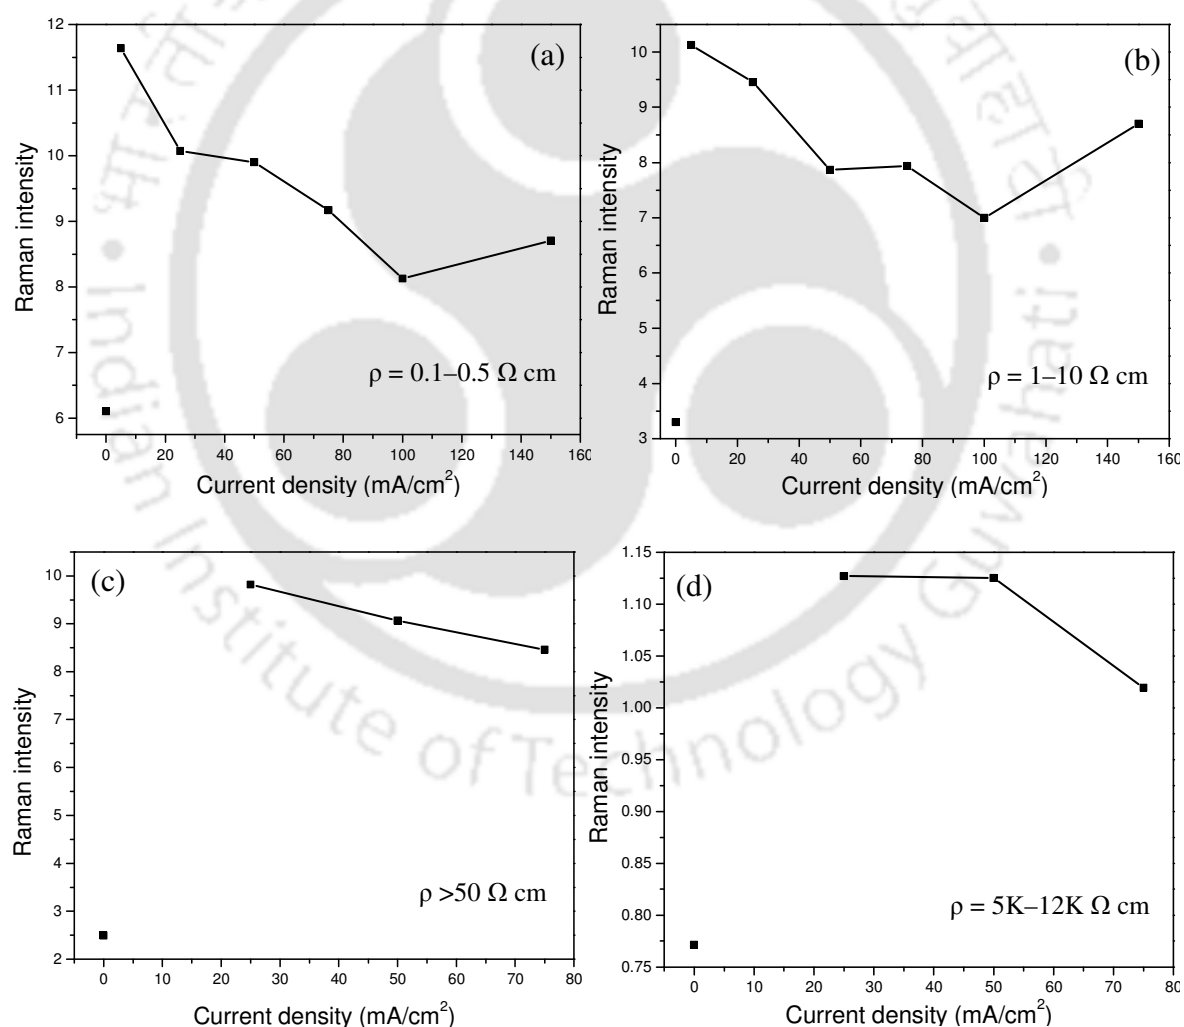 (a)
Raman intensity
12
11
10
9
8
7
6
ρ = 0.1–0.5 Ω cm
0 20 40 60 80 100 120 140 160
Current density (mA/cm²)
(b)
Raman intensity
10
9
8
7
6
5
4
3
ρ = 1–10 Ω cm
0 20 40 60 80 100 120 140 160
Current density (mA/cm²)
(c)
Raman intensity
10
9
8
7
6
5
4
3
2
ρ >50 Ω cm
0 10 20 30 40 50 60 70 80
Current density (mA/cm²)
(d)
Raman intensity
1.15
1.10
1.05
1.00
0.95
0.90
0.85
0.80
0.75
ρ = 5K–12K Ω cm
0 10 20 30 40 50 60 70 80
Current density (mA/cm²)
Indian Institute of Technology Guwahati